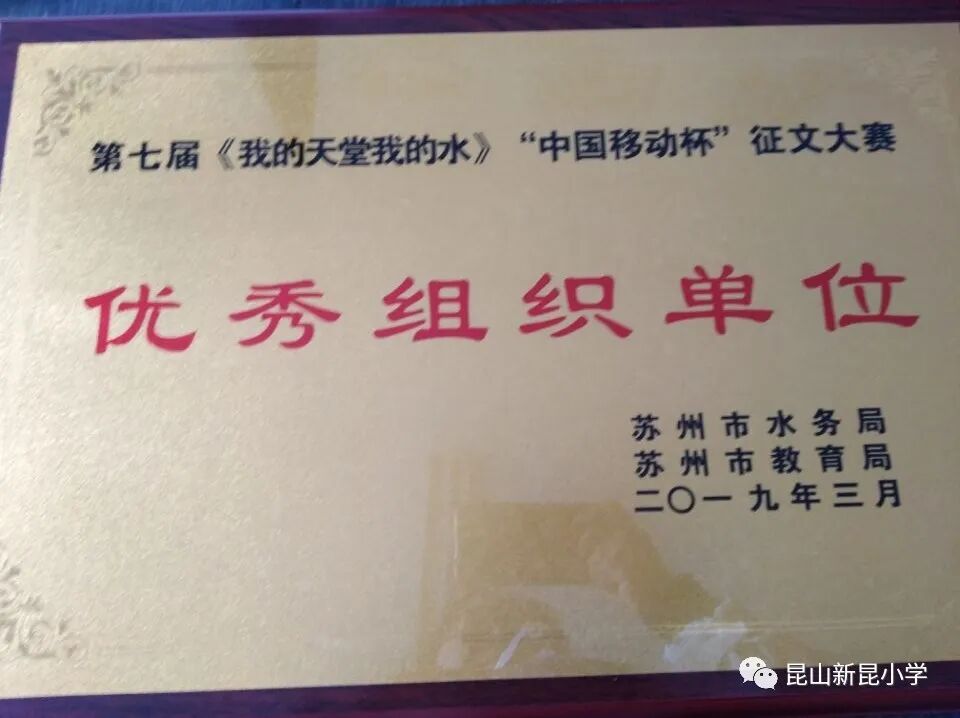 第七届《我的天堂我的水》“中国移动杯”征文大赛
优秀组织单位
苏州市水务局
苏州市教育局
二〇一九年三月
昆山新昆小学